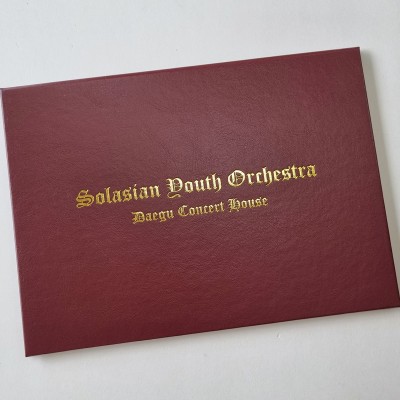 Solasian Youth Orchestra
Daegu Concert House